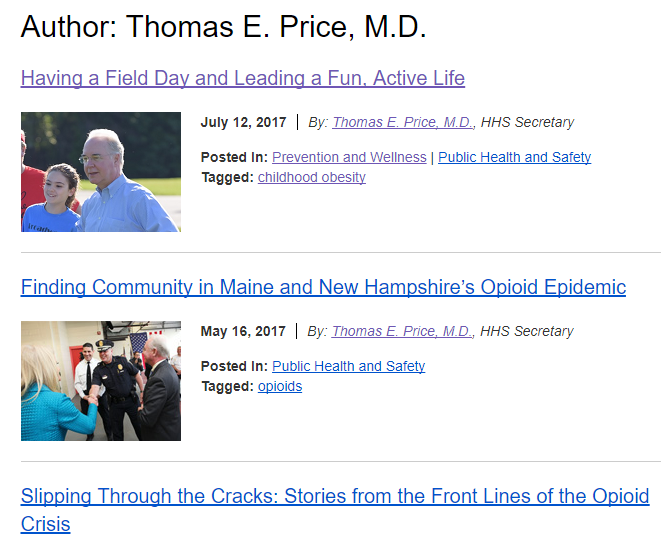 Author: Thomas E. Price, M.D.
Having a Field Day and Leading a Fun, Active Life
July 12, 2017 | By: Thomas E. Price, M.D., HHS Secretary
Posted In: Prevention and Wellness | Public Health and Safety
Tagged: childhood obesity
Finding Community in Maine and New Hampshire’s Opioid Epidemic
May 16, 2017 | By: Thomas E. Price, M.D., HHS Secretary
Posted In: Public Health and Safety
Tagged: opioids
Slipping Through the Cracks: Stories from the Front Lines of the Opioid
Crisis